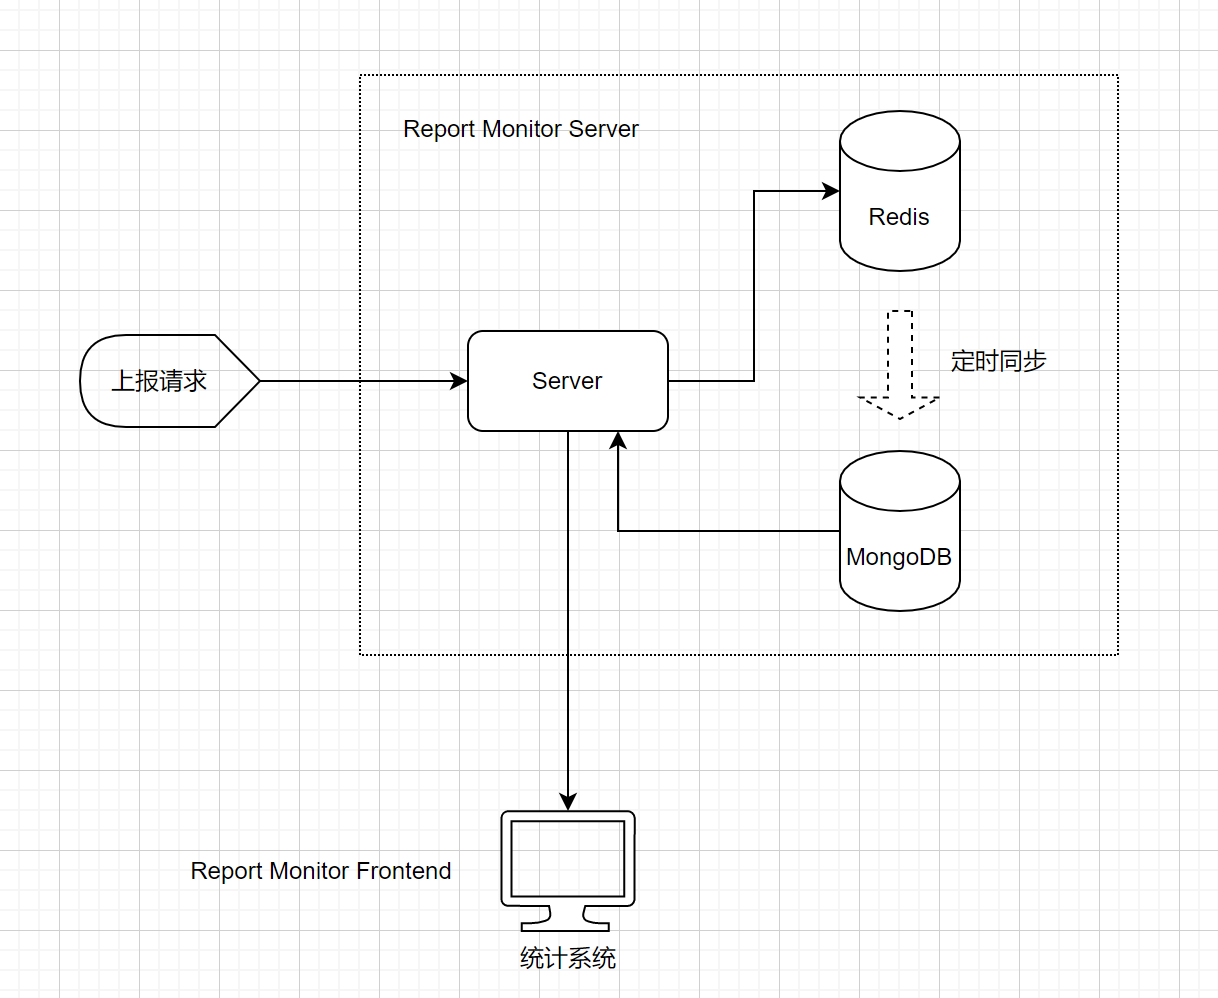 Report Monitor Server
Redis
定时同步
上报请求
Server
MongoDB
Report Monitor Frontend
统计系统